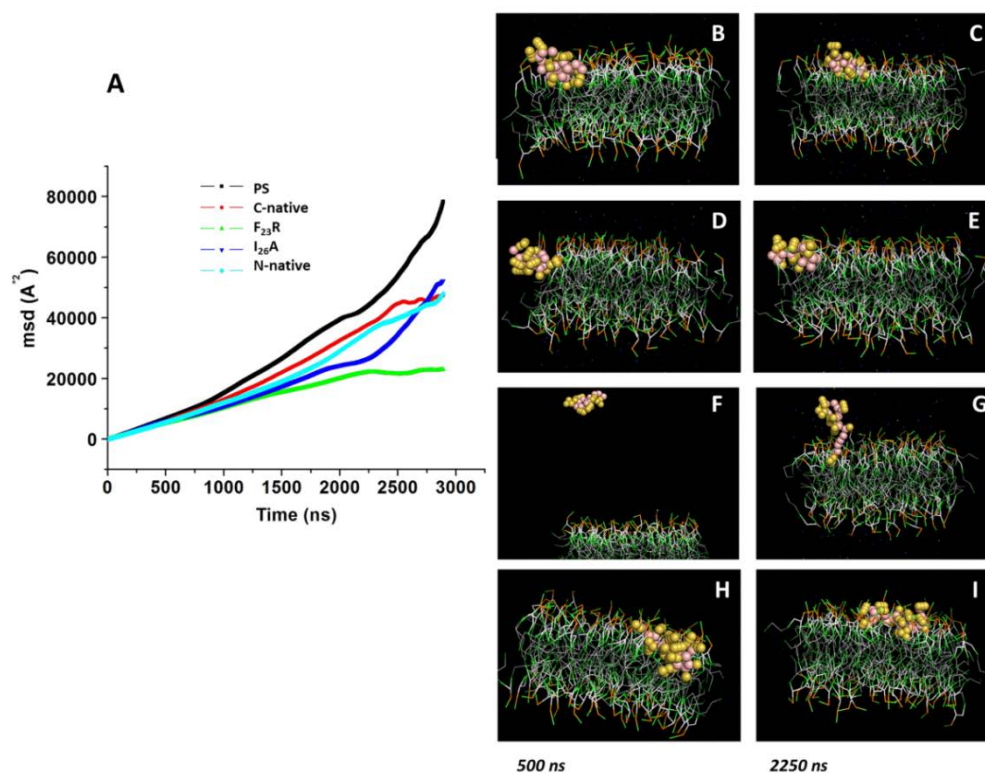 A
msd (A^2)
80000
60000
40000
20000
0
PS
C-native
F23R
I26A
N-native
0 500 1000 1500 2000 2500 3000
Time (ns)
B C
D E
F G
H I
500 ns 2250 ns